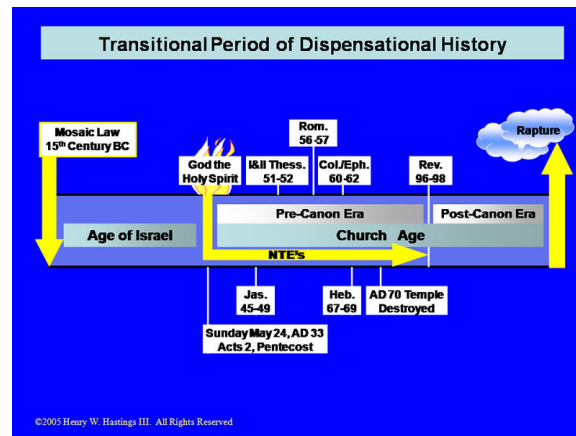 Transitional Period of Dispensational History
Mosaic Law
15th Century BC
God the
Holy Spirit
I&II Thess.
51-52
Rom.
56-57
Col./Eph.
60-62
Rev.
96-98
Rapture
Pre-Canon Era
Post-Canon Era
Age of Israel
Church Age
NTE's
Jas.
45-49
Heb.
67-69
AD 70 Temple
Destroyed
Sunday May 24, AD 33
Acts 2, Pentecost
©2005 Henry W. Hastings III. All Rights Reserved